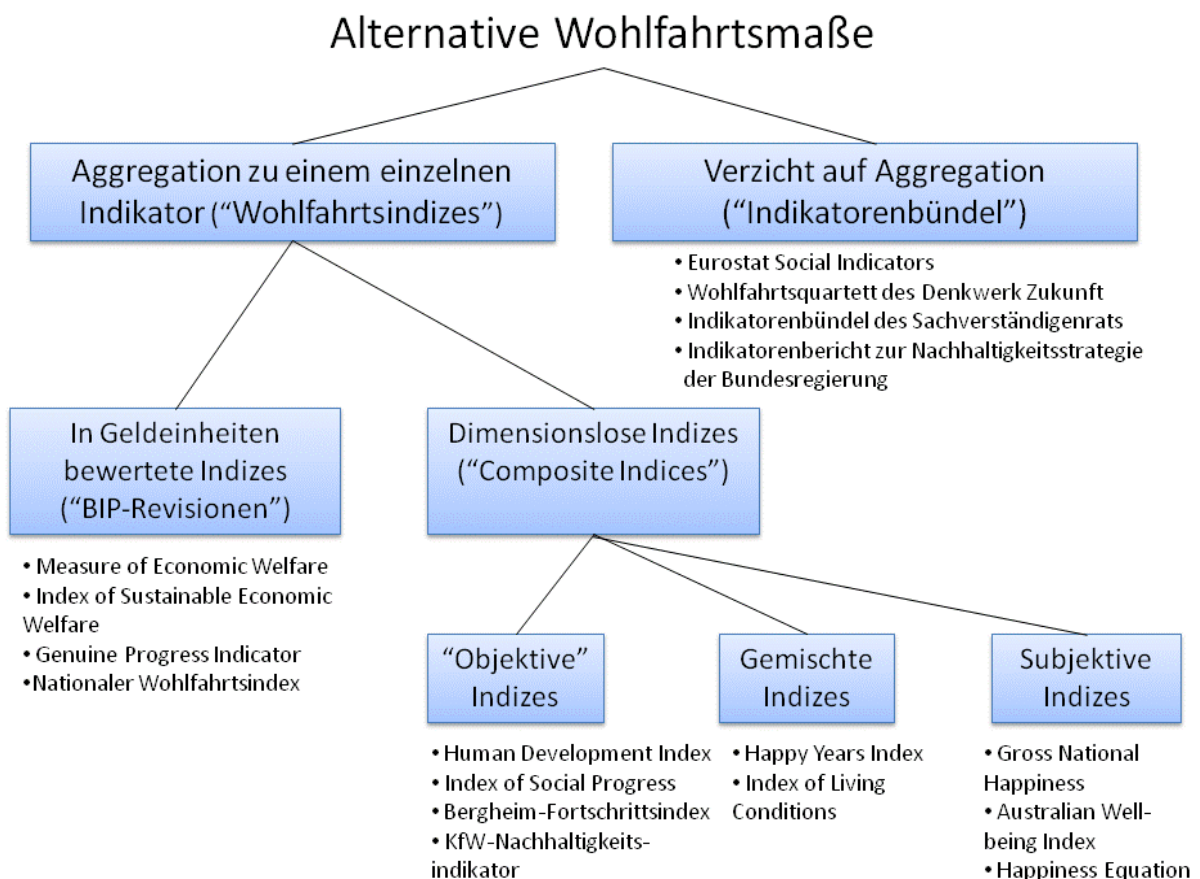 Alternative Wohlfahrtsmaße
Aggregation zu einem einzelnen
Indikator (“Wohlfahrtsindizes”)
Verzicht auf Aggregation
(“Indikatorenbündel”)
• Eurostat Social Indicators
• Wohlfahrtsquartett des Denkwerk Zukunft
• Indikatorenbündel des Sachverständigenrats
• Indikatorenbericht zur Nachhaltigkeitsstrategie
der Bundesregierung
In Geldeinheiten
bewertete Indizes
(“BIP-Revisionen”)
• Measure of Economic Welfare
• Index of Sustainable Economic
Welfare
• Genuine Progress Indicator
•Nationaler Wohlfahrtsindex
Dimensionslose Indizes
(“Composite Indices”)
“Objektive”
Indizes
• Human Development Index
• Index of Social Progress
• Bergheim-Fortschrittsindex
• KfW-Nachhaltigkeits-
indikator
Gemischte
Indizes
• Happy Years Index
• Index of Living
Conditions
Subjektive
Indizes
• Gross National
Happiness
• Australian Well-
being Index
• Happiness Equation